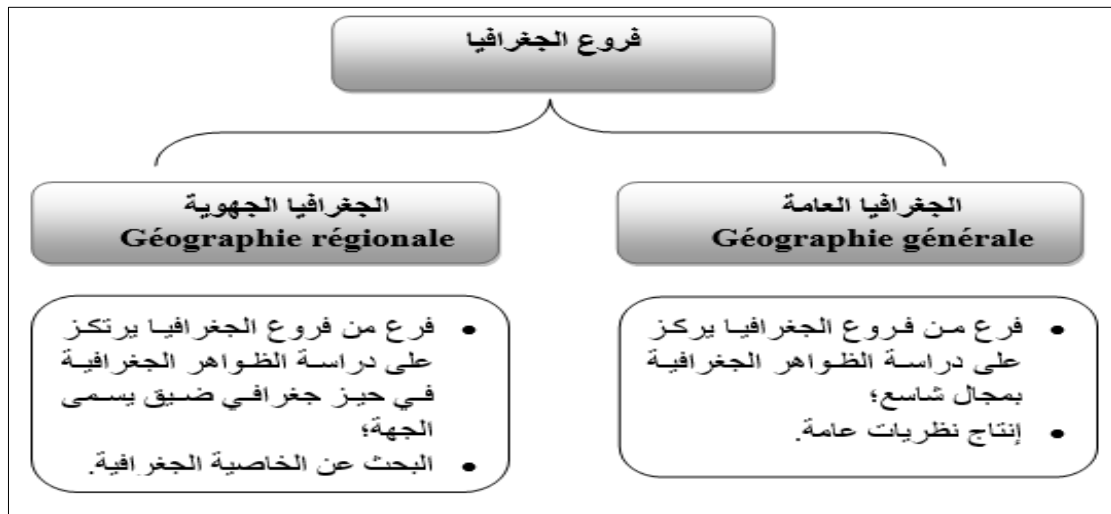 فروع الجغرافيا
الجغرافيا العامة
Géographie générale
الجغرافيا الجهوية
Géographie régionale
• فرع من فروع الجغرافيا يركز
على دراسة الظواهر الجغرافية
بمجال شاسع؛
• إنتاج نظريات عامة.
• فرع من فروع الجغرافيا يرتكز
على دراسة الظواهر الجغرافية
في حيز جغرافي ضيق يسمى
الجهة؛
• البحث عن الخاصية الجغرافية.